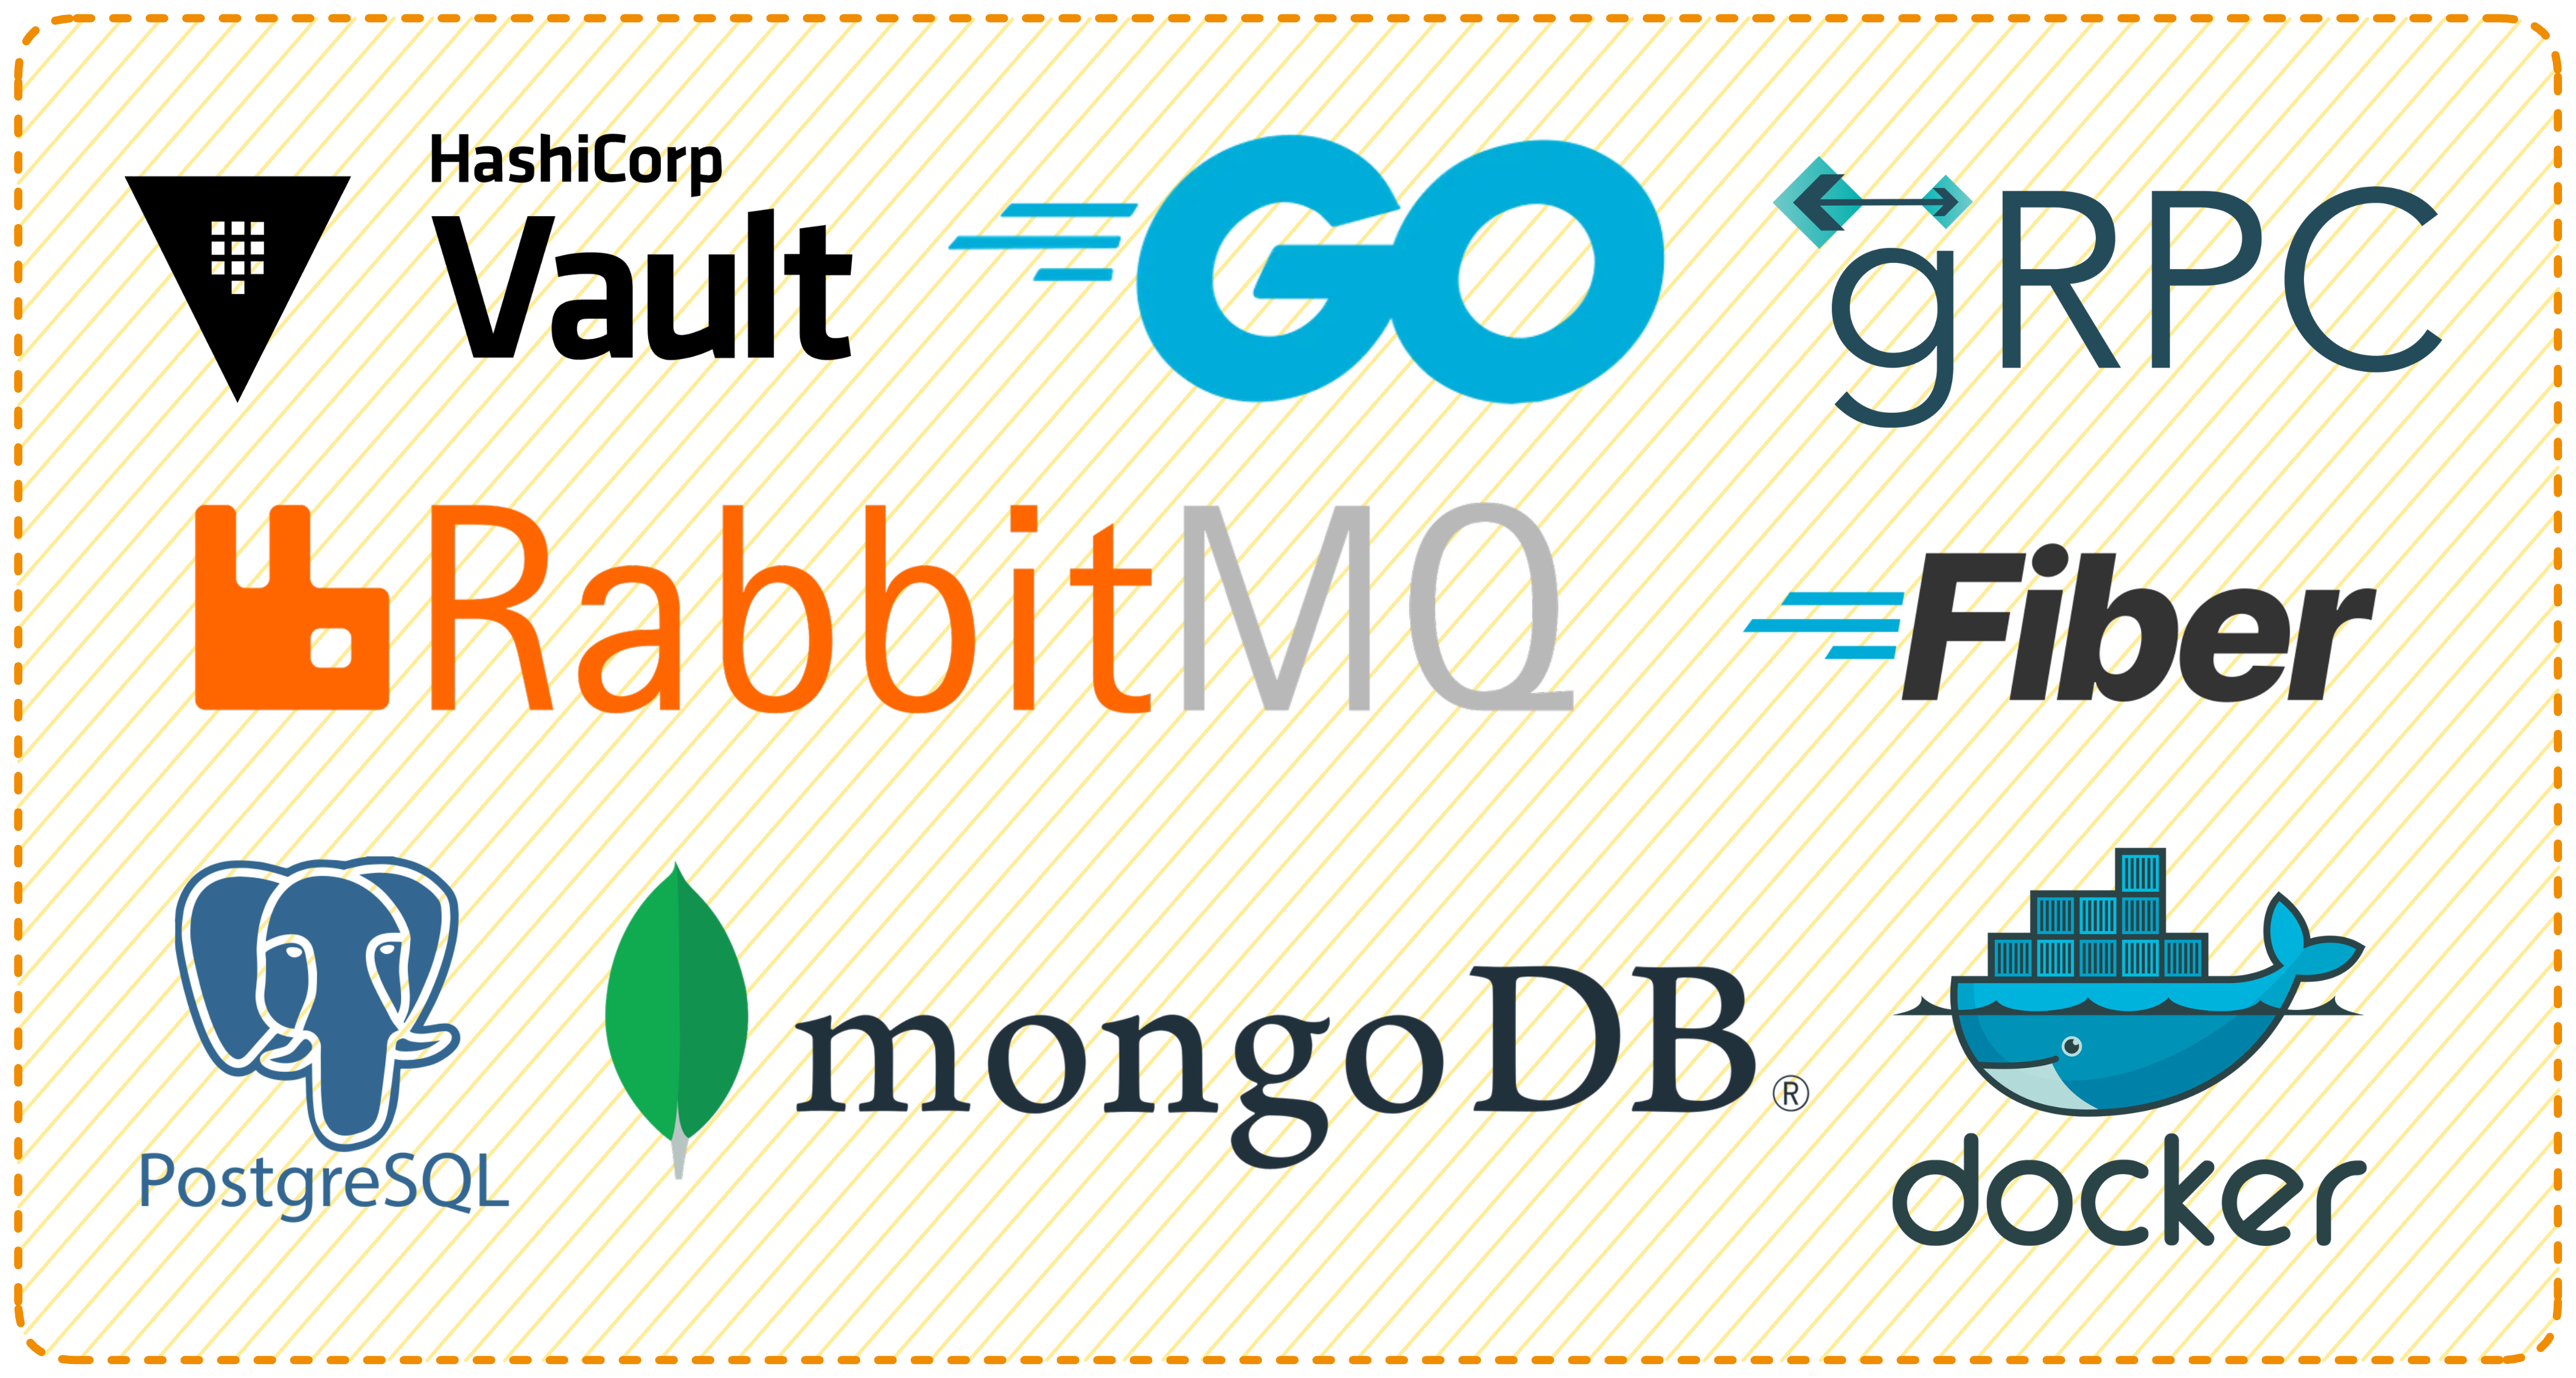 HashiCorp
Vault
GO
gRPC
RabbitMQ
Fiber
PostgreSQL
mongoDB®
docker